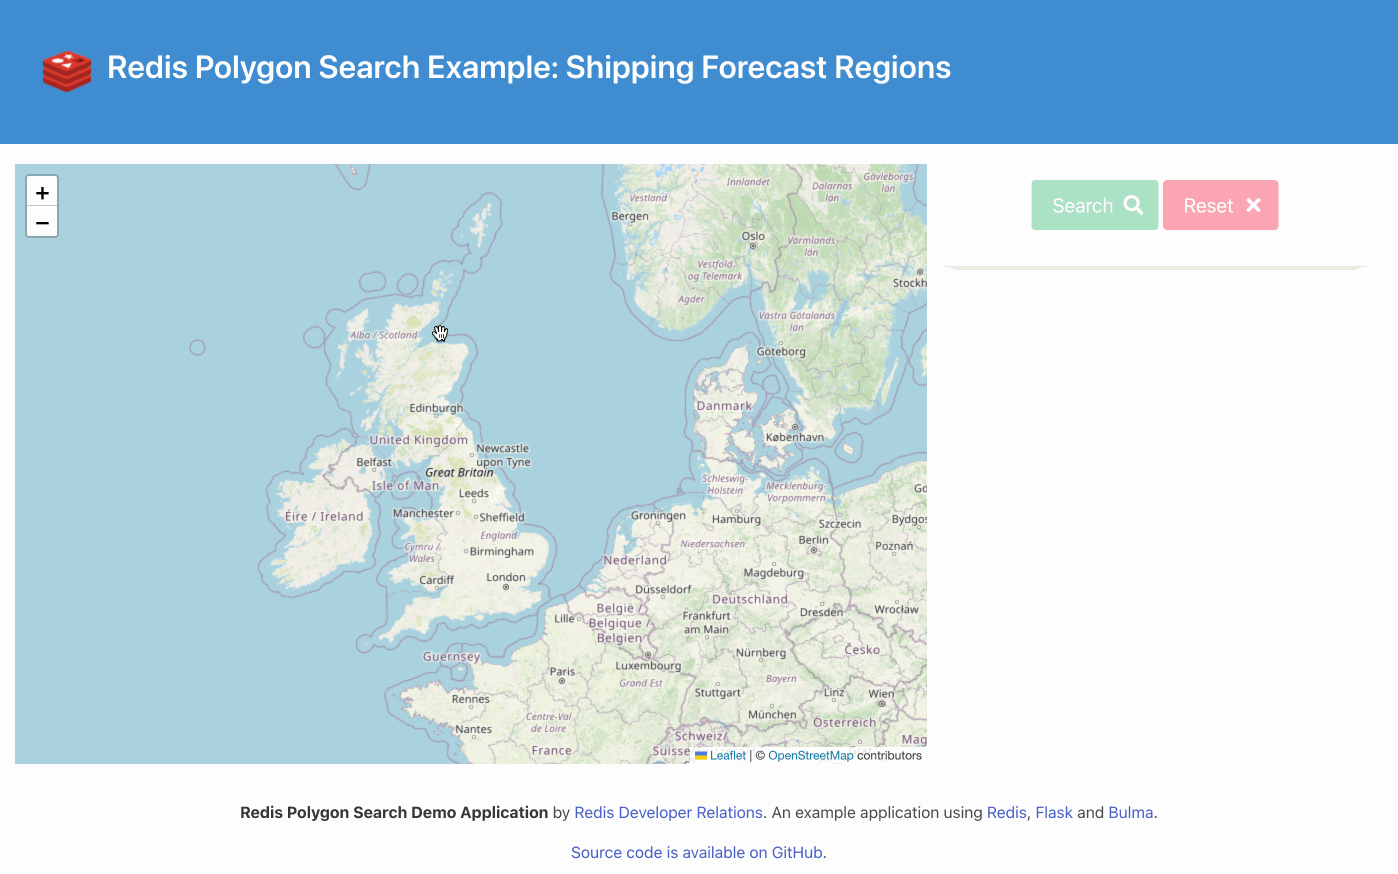 Redis Polygon Search Example: Shipping Forecast Regions
+
−
Search
Reset
Innlandet
Dalarnas
län
Gävleborgs
län
Vestland
Bergen
Oslo
Värmlands
län
Vestfold
og Telemark
Stockh
Agder
Västra Götalands
län
Alba / Scotland
Göteborg
Edinburgh
Danmark
United Kingdom
København
Newcastle
upon Tyne
Belfast
Great Britain
Isle of Man
Leeds
Schleswig-
Holstein
Mecklenburg-
Vorpommern
Go
Éire / Ireland
Manchester
Sheffield
Groningen
Hamburg
Szczecin
Bydgos
England
Cymru /
Wales
Birmingham
Niedersachsen
Berlin
Poznań
Nederland
Cardiff
London
Magdeburg
Düsseldorf
Deutschland
België /
Belgique /
Belgien
Lille
Frankfurt
am Main
Dresden
Wrocław
Guernsey
Luxembourg
Nürnberg
Česko
Paris
Grand Est
Bayern
Rennes
Stuttgart
Linz
Wien
Nantes
Centre-Val
de Loire
München
Österreich
France
Schweiz/
Suisse
Mag
Leaflet | © OpenStreetMap contributors
Redis Polygon Search Demo Application by Redis Developer Relations. An example application using Redis, Flask and Bulma.
Source code is available on GitHub.